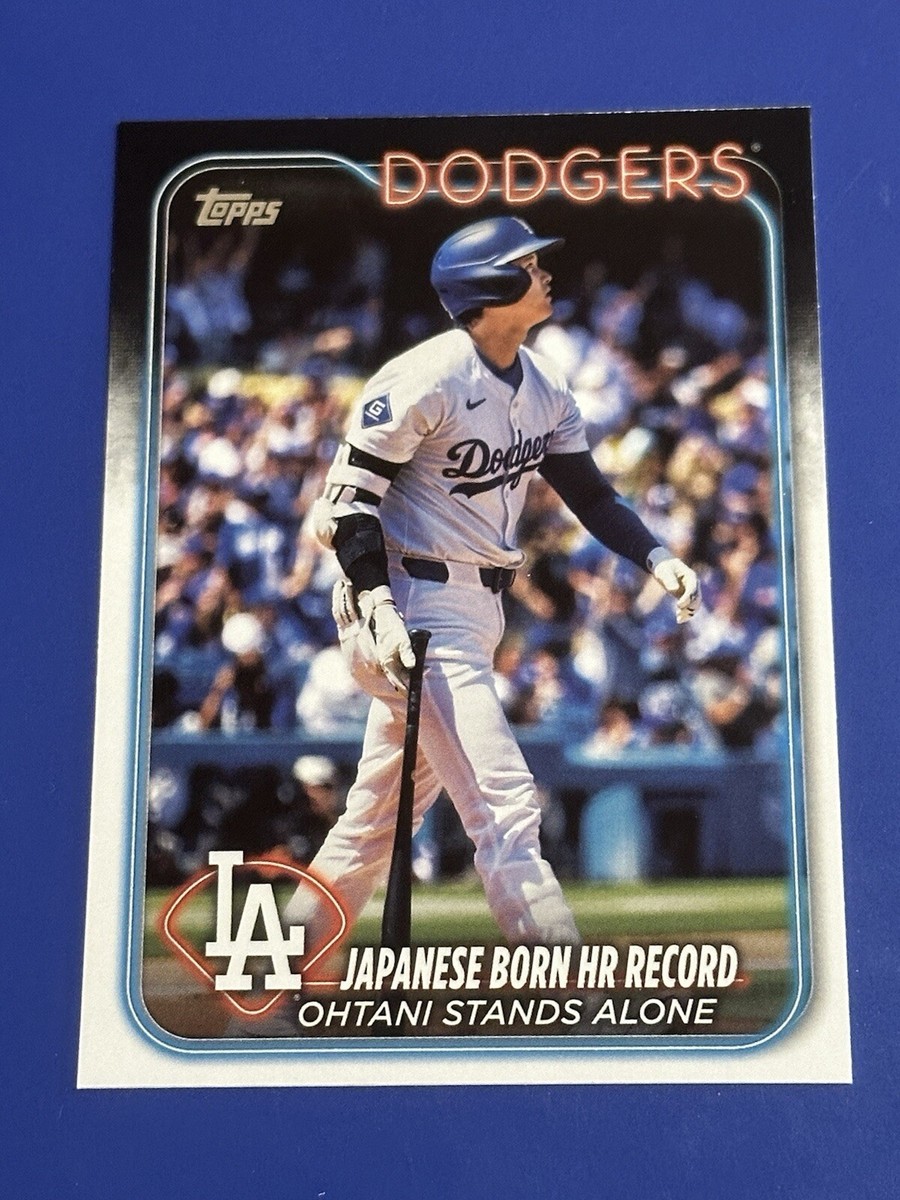 DODGERS
TOPPS
G
Dodgers
LA
JAPANESE BORN HR RECORD
OHTANI STANDS ALONE